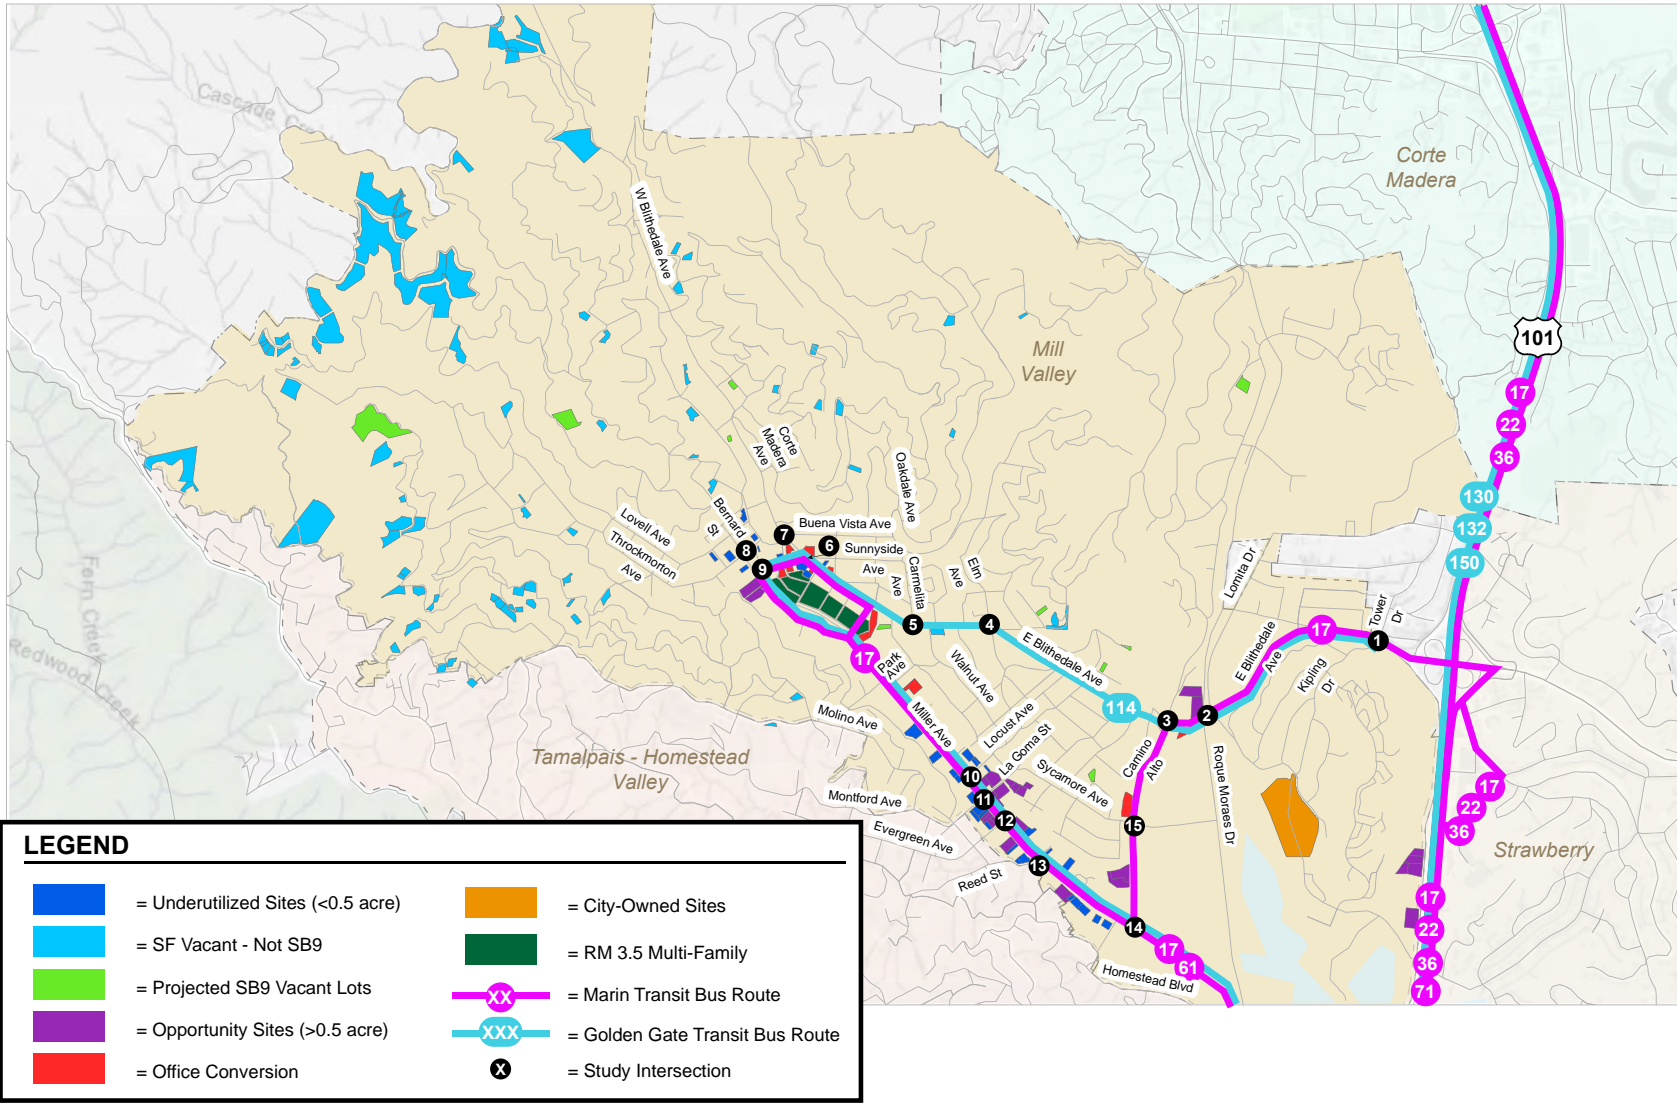 Cascade Creek
Corte
Madera
W Blithedale Ave
101
Mill
Valley
17
22
36
130
132
150
Corte
Madera
Ave
Oakdale Ave
Lovell Ave
Throckmorton
Ave
Bernard
St
7
Buena Vista Ave
8
6
Sunnyside
Ave
9
Carmelita
Ave
Elm
Ave
Lomita Dr
Fern Creek
Redwood Creek
5
4
E Blithedale Ave
E Blithedale
Ave
17
Tower
Dr
1
Kipling
Dr
17
Park
Ave
Walnut Ave
114
3
2
Molino Ave
Miller Ave
Locust Ave
La Goma St
Camino
Alto
Roque Moraes Dr
Tamalpais - Homestead
Valley
10
Sycamore Ave
17
22
36
Montford Ave
11
12
15
Evergreen Ave
Strawberry
13
Reed St
17
22
36
71
14
17
61
Homestead Blvd
LEGEND
= Underutilized Sites (<0.5 acre)
= SF Vacant - Not SB9
= Projected SB9 Vacant Lots
= Opportunity Sites (>0.5 acre)
= Office Conversion
= City-Owned Sites
= RM 3.5 Multi-Family
XX = Marin Transit Bus Route
XXX = Golden Gate Transit Bus Route
X = Study Intersection